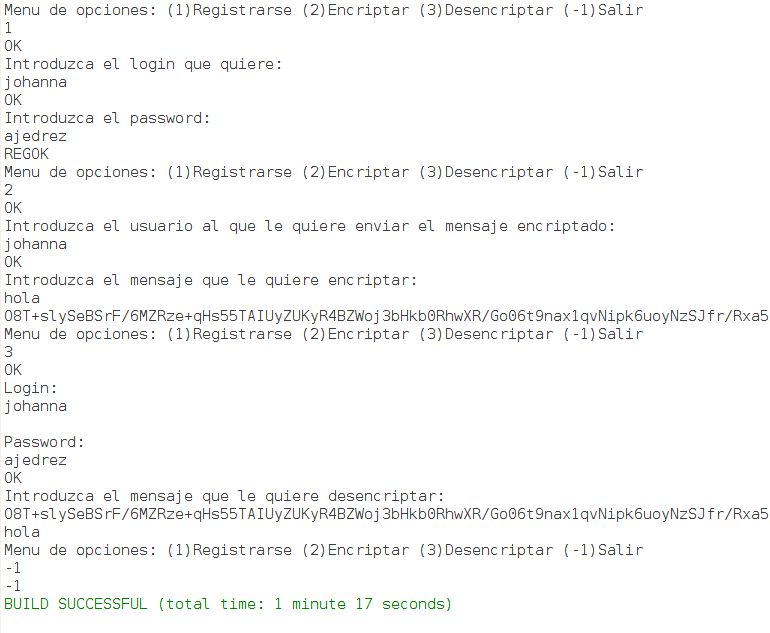 Menu de opciones: (1)Registrarse (2)Encriptar (3)Desencriptar (-1)Salir
1
OK
Introduzca el login que quiere:
johanna
OK
Introduzca el password:
ajedrez
REGOK
Menu de opciones: (1)Registrarse (2)Encriptar (3)Desencriptar (-1)Salir
2
OK
Introduzca el usuario al que le quiere enviar el mensaje encriptado:
johanna
OK
Introduzca el mensaje que le quiere encriptar:
hola
O8T+slySeBSrF/6MZRze+qHs55TAIUyZUKyR4BZWoj3bHkb0RhwXR/Go06t9nax1qvNipk6uoyNzSJfr/Rxa5
Menu de opciones: (1)Registrarse (2)Encriptar (3)Desencriptar (-1)Salir
3
OK
Login:
johanna
Password:
ajedrez
OK
Introduzca el mensaje que le quiere desencriptar:
O8T+slySeBSrF/6MZRze+qHs55TAIUyZUKyR4BZWoj3bHkb0RhwXR/Go06t9nax1qvNipk6uoyNzSJfr/Rxa5
hola
Menu de opciones: (1)Registrarse (2)Encriptar (3)Desencriptar (-1)Salir
-1
-1
BUILD SUCCESSFUL (total time: 1 minute 17 seconds)